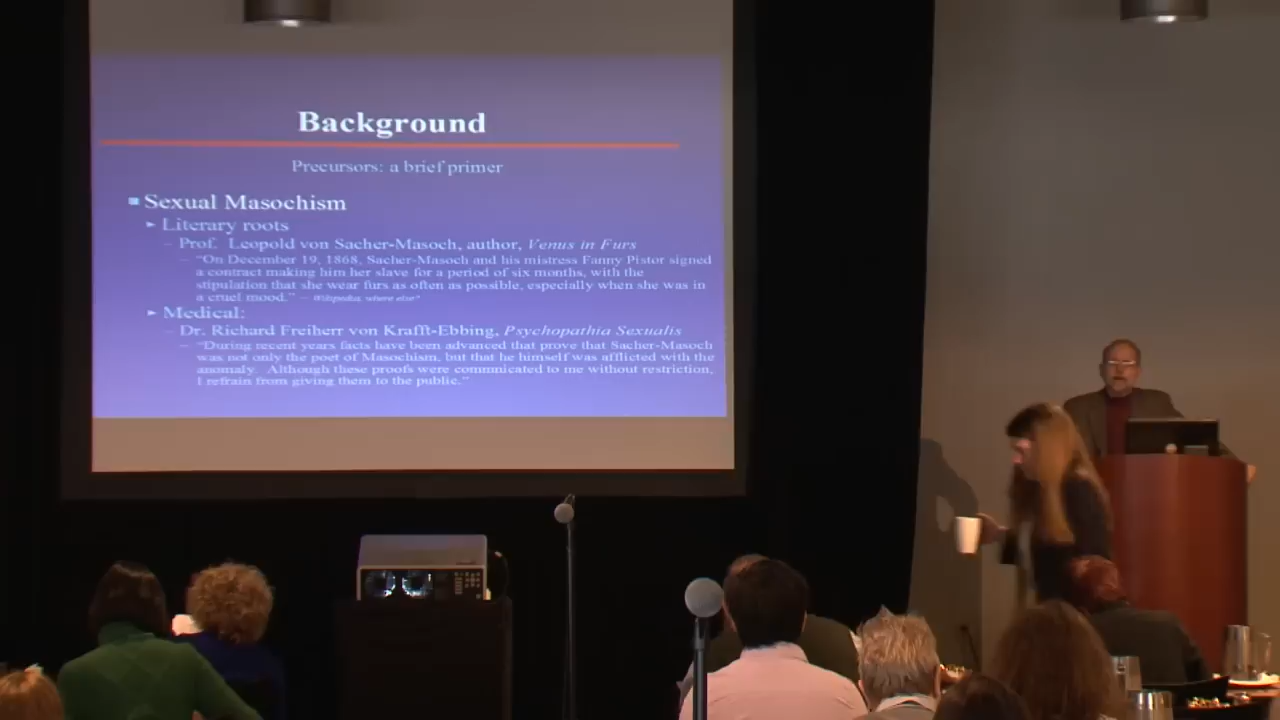 Background
Precursors: a brief primer
Sexual Masochism
Literary roots
– Prof. Leopold von Sacher-Masoch, author, Venus in Furs
– "On December 19, 1868, Sacher-Masoch and his mistress Fanny Pistor signed
a contract making him her slave for a period of six months, with the
stipulation that she wear furs as often as possible, especially when she was in
a cruel mood." – Wikipedia, where else?
Medical:
– Dr. Richard Freiherr von Krafft-Ebbing, Psychopathia Sexualis
– "During recent years facts have been advanced that prove that Sacher-Masoch
was not only the poet of Masochism, but that he himself was afflicted with the
anomaly. Although these proofs were commnicated to me without restriction,
I refrain from giving them to the public."